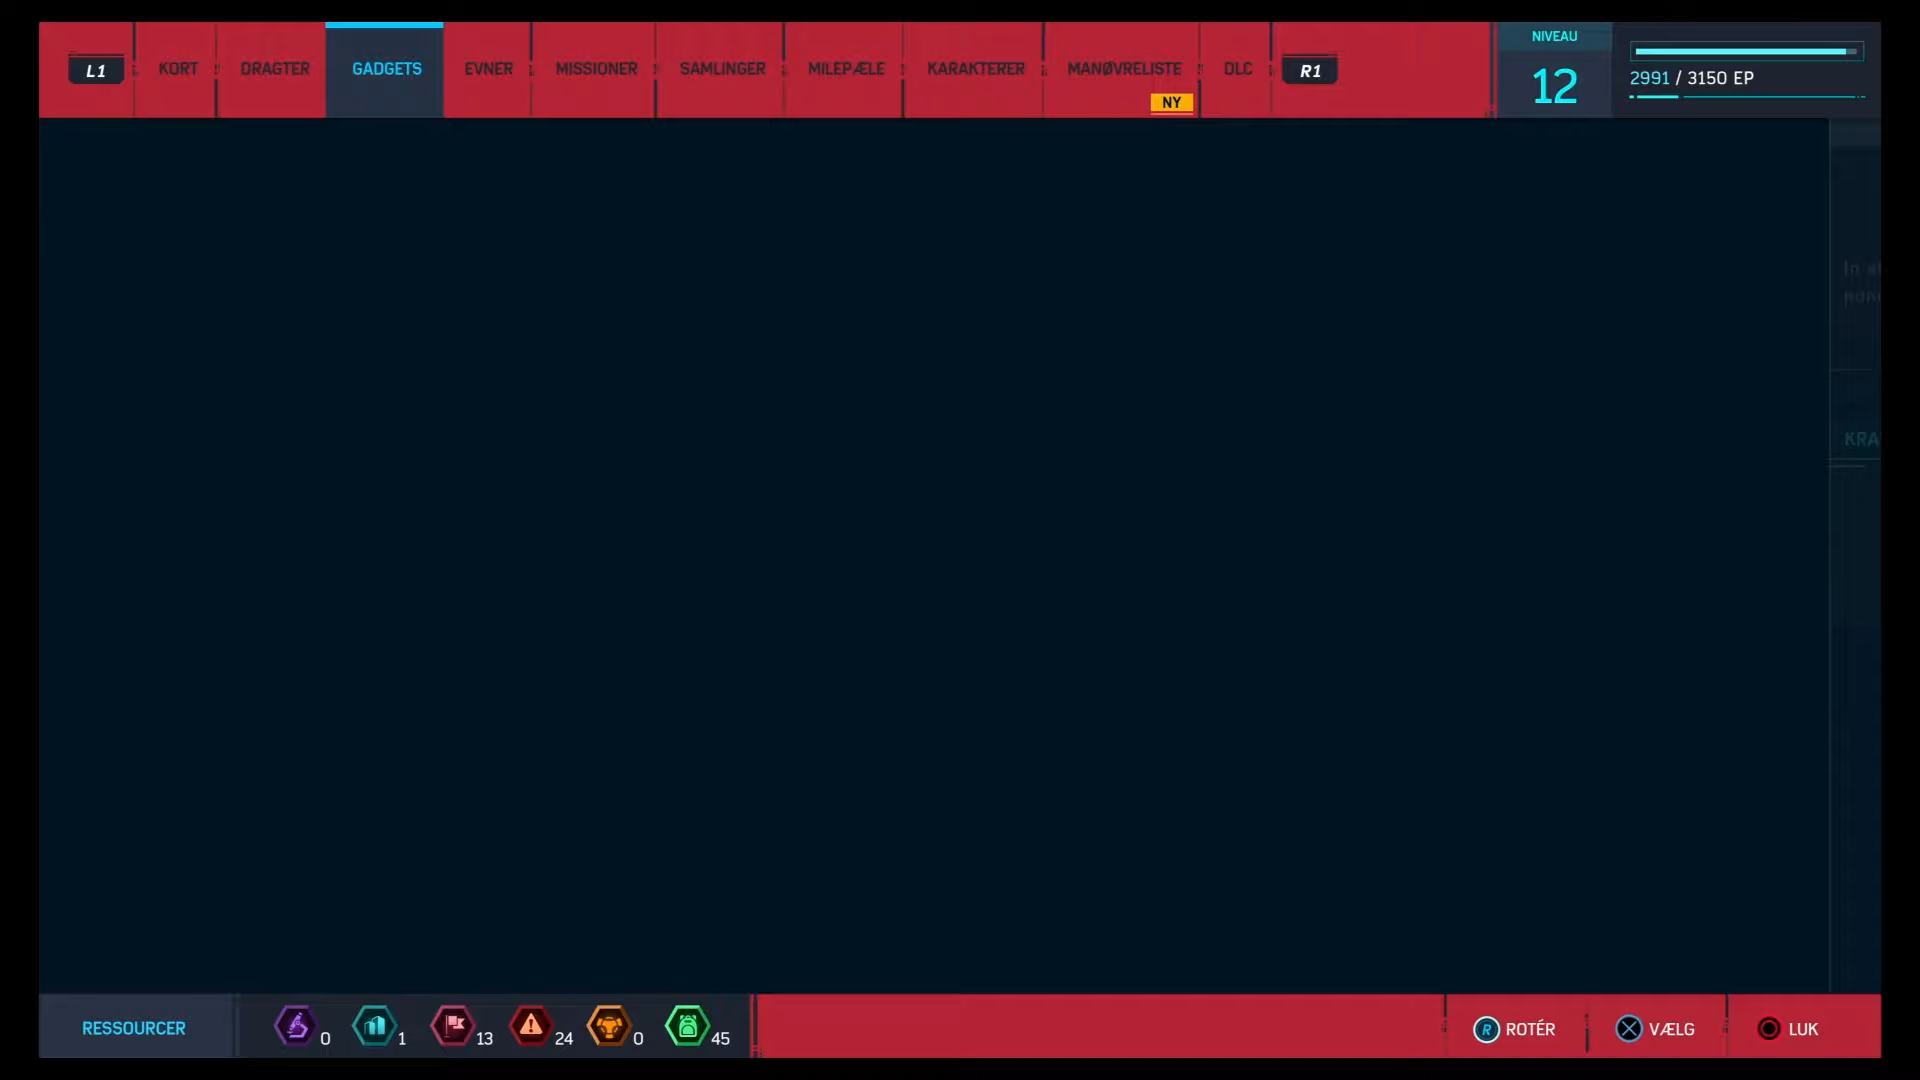 L1 KORT DRAGTER GADGETS EVNER MISSIONER SAMLINGER MILEPÆLE KARAKTERER MANØVRELISTE DLC R1
NY
NIVEAU
12
2991 / 3150 EP
In
KRA
RESSOURCER 0 1 13 24 0 45
R ROTÉR VÆLG LUK